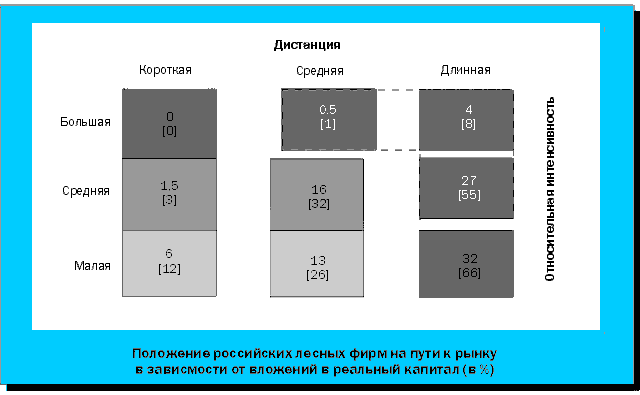 Дистанция
Короткая Средняя Длинная
Большая 0 0.5 4
[0] [1] [8]
Средняя 1,5 16 27
[3] [32] [55]
Малая 6 13 32
[12] [26] [66]
Относительная интенсивность
Положение российских лесных фирм на пути к рынку
в зависмости от вложений в реальный капитал (в %)